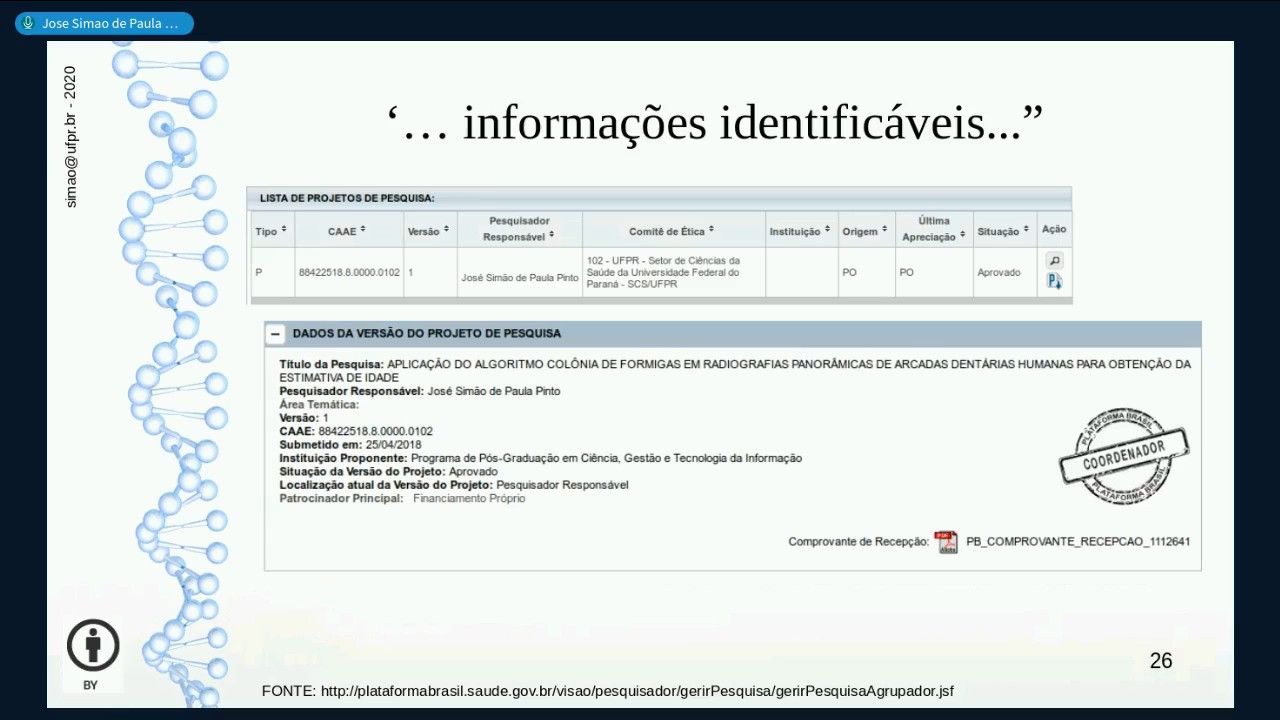 Jose Simao de Paula ...
simao@ufpr.br - 2020
‘… informações identificáveis...”
LISTA DE PROJETOS DE PESQUISA:
Tipo CAAE Versão Pesquisador Responsável Comitê de Ética Instituição Origem Última Apreciação Situação Ação
P 88422518.8.0000.0102 1 José Simão de Paula Pinto 102 - UFPR - Setor de Ciências da Saúde da Universidade Federal do Paraná - SCS/UFPR PO PO Aprovado
DADOS DA VERSÃO DO PROJETO DE PESQUISA
Título da Pesquisa: APLICAÇÃO DO ALGORITMO COLÔNIA DE FORMIGAS EM RADIOGRAFIAS PANORÂMICAS DE ARCADAS DENTÁRIAS HUMANAS PARA OBTENÇÃO DA
ESTIMATIVA DE IDADE
Pesquisador Responsável: José Simão de Paula Pinto
Área Temática:
Versão: 1
CAAE: 88422518.8.0000.0102
Submetido em: 25/04/2018
Instituição Proponente: Programa de Pós-Graduação em Ciência, Gestão e Tecnologia da Informação
Situação da Versão do Projeto: Aprovado
Localização atual da Versão do Projeto: Pesquisador Responsável
Patrocinador Principal: Financiamento Próprio
PLATAFORMA BRASIL
COORDENADOR
PLATAFORMA BRASIL
Comprovante de Recepção: PDF Adobe PB_COMPROVANTE_RECEPCAO_1112641
BY
26
FONTE: http://plataformabrasil.saude.gov.br/visao/pesquisador/gerirPesquisa/gerirPesquisaAgrupador.jsf